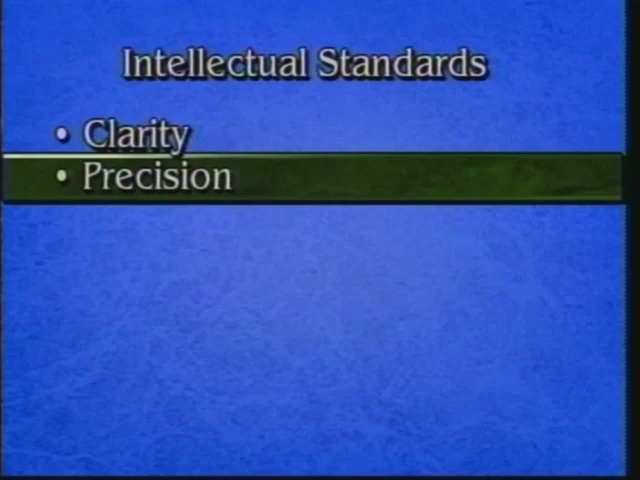 Intellectual Standards
• Clarity
• Precision